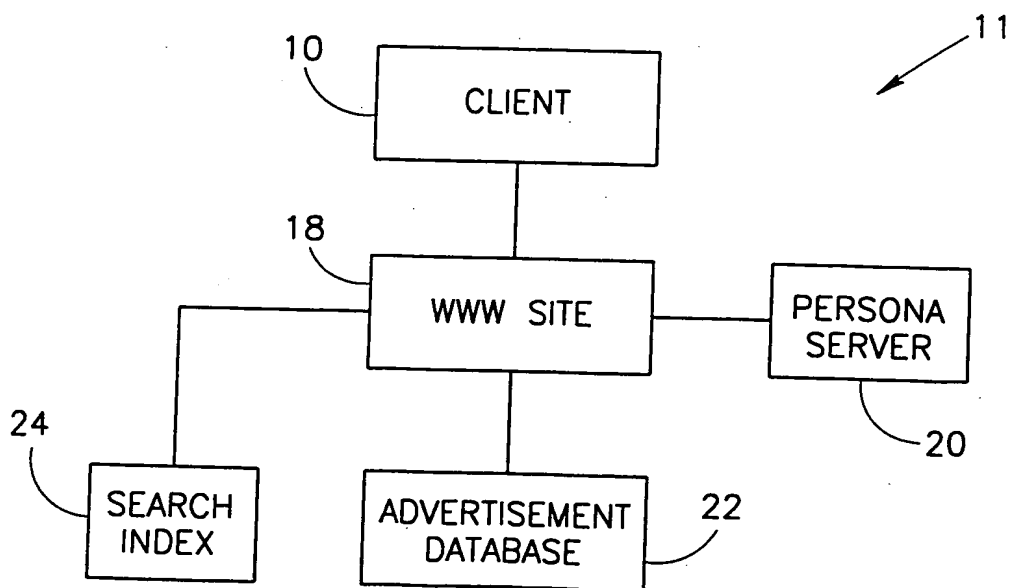 11
10
CLIENT
18
WWW SITE
PERSONA
SERVER
20
24
SEARCH
INDEX
ADVERTISEMENT
DATABASE
22